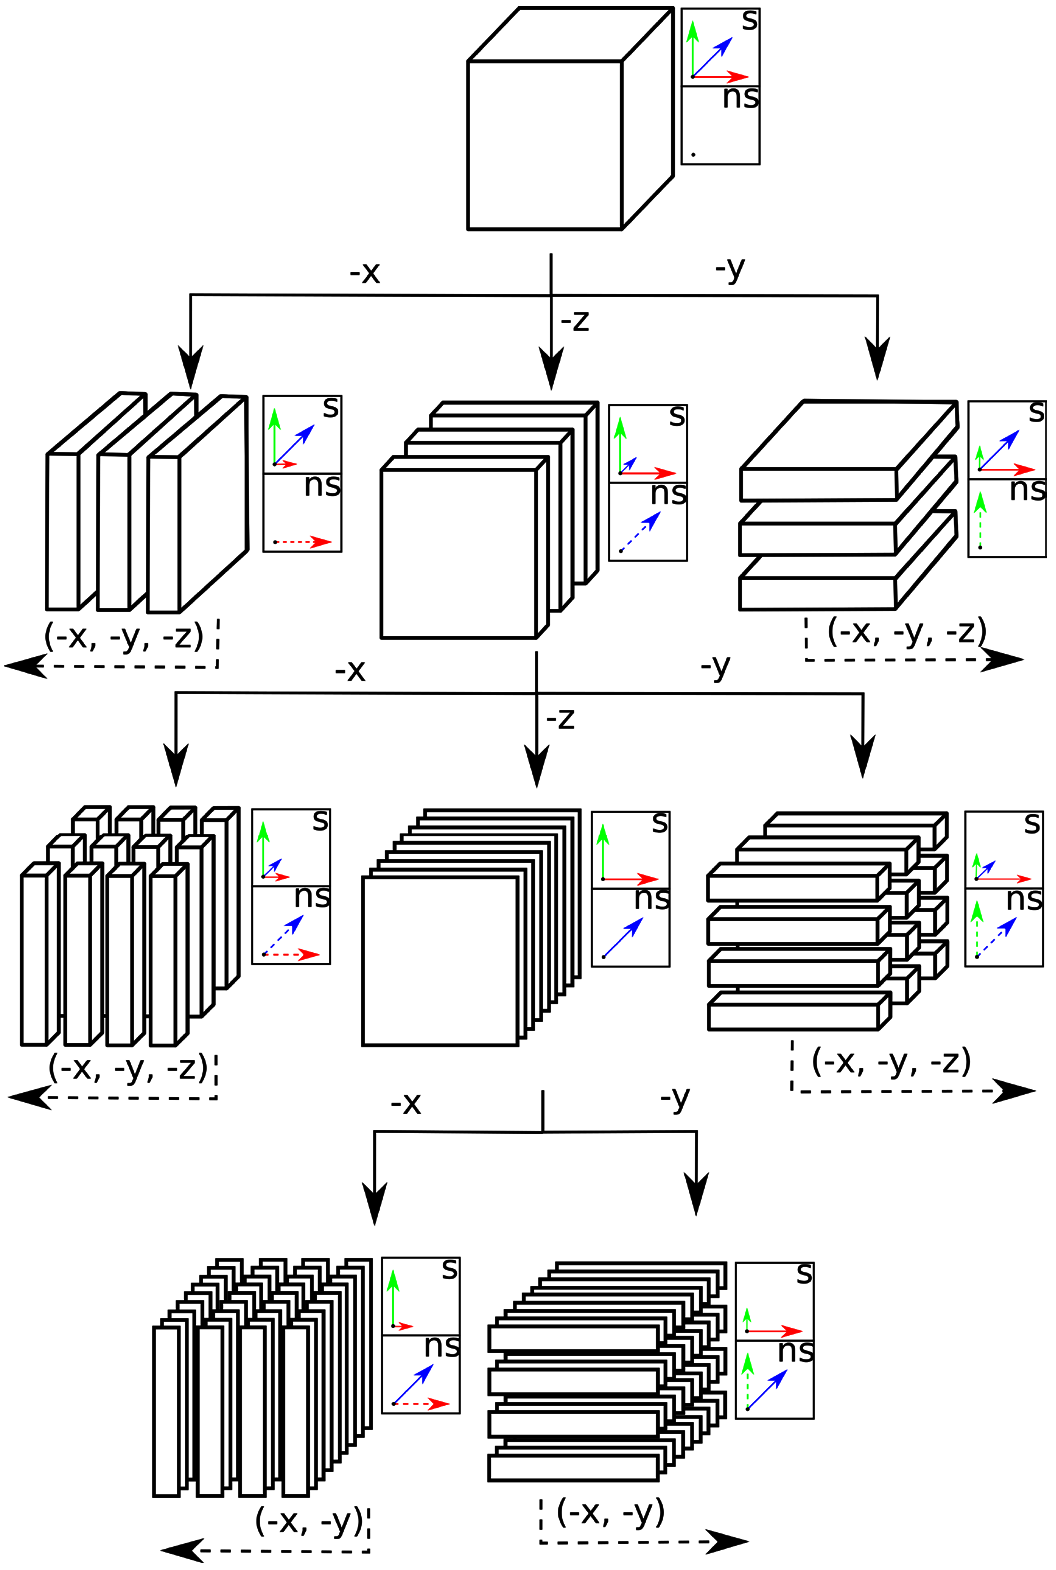 s
ns
-x
-y
-z
s
ns
s
ns
s
ns
(-x, -y, -z)
(-x, -y, -z)
-x
-y
-z
s
ns
s
ns
s
ns
(-x, -y, -z)
(-x, -y, -z)
-x
-y
s
ns
s
ns
(-x, -y)
(-x, -y)